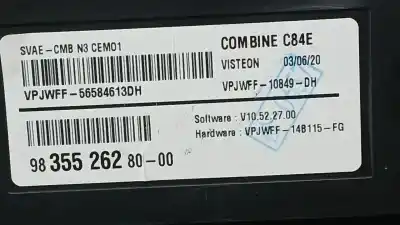 SVAE-CMB N3 CEMO1
COMBINE C84E
VISTEON 03/06/20
VPJWFF-56584613DH
VPJWFF-10849-DH
Software : V10.52.27.00
Hardware : VPJWFF-14B115-FG
98 355 262 80-00